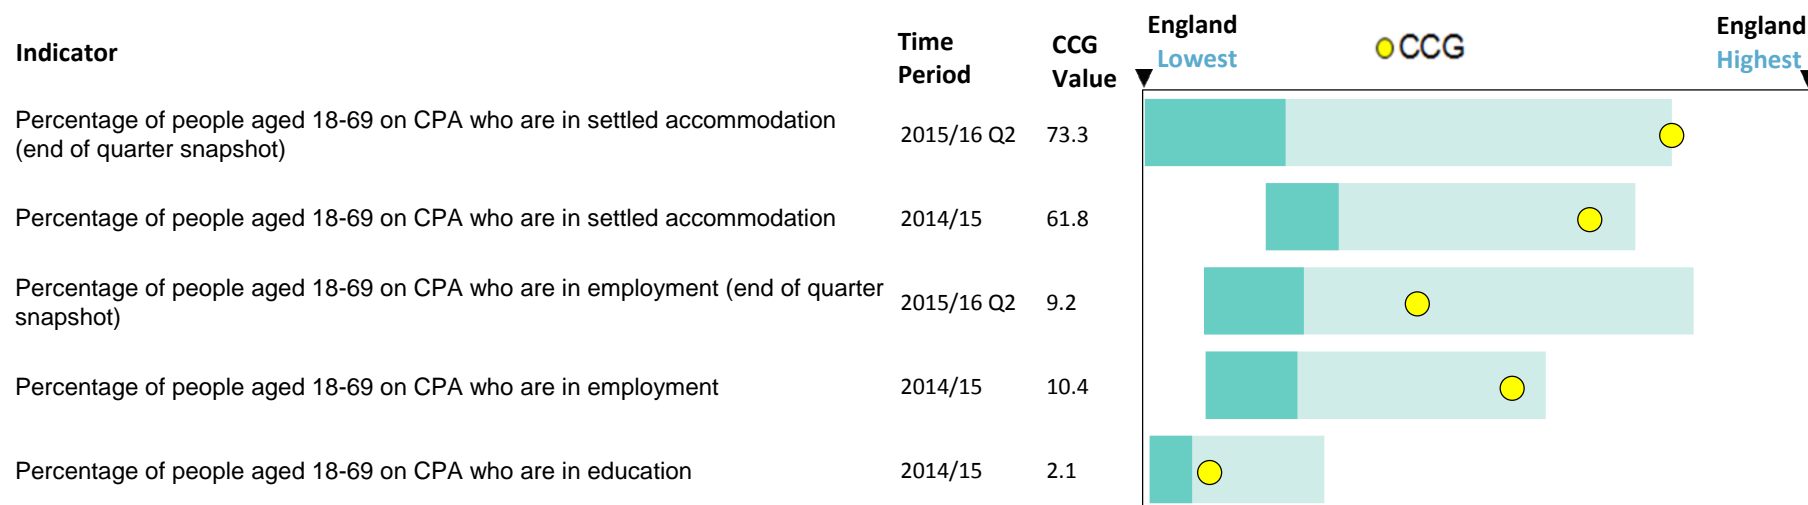 Indicator
Time
Period
CCG
Value
England
Lowest
CCG
England
Highest
Percentage of people aged 18-69 on CPA who are in settled accommodation
(end of quarter snapshot)
2015/16 Q2
73.3
Percentage of people aged 18-69 on CPA who are in settled accommodation
2014/15
61.8
Percentage of people aged 18-69 on CPA who are in employment (end of quarter
snapshot)
2015/16 Q2
9.2
Percentage of people aged 18-69 on CPA who are in employment
2014/15
10.4
Percentage of people aged 18-69 on CPA who are in education
2014/15
2.1